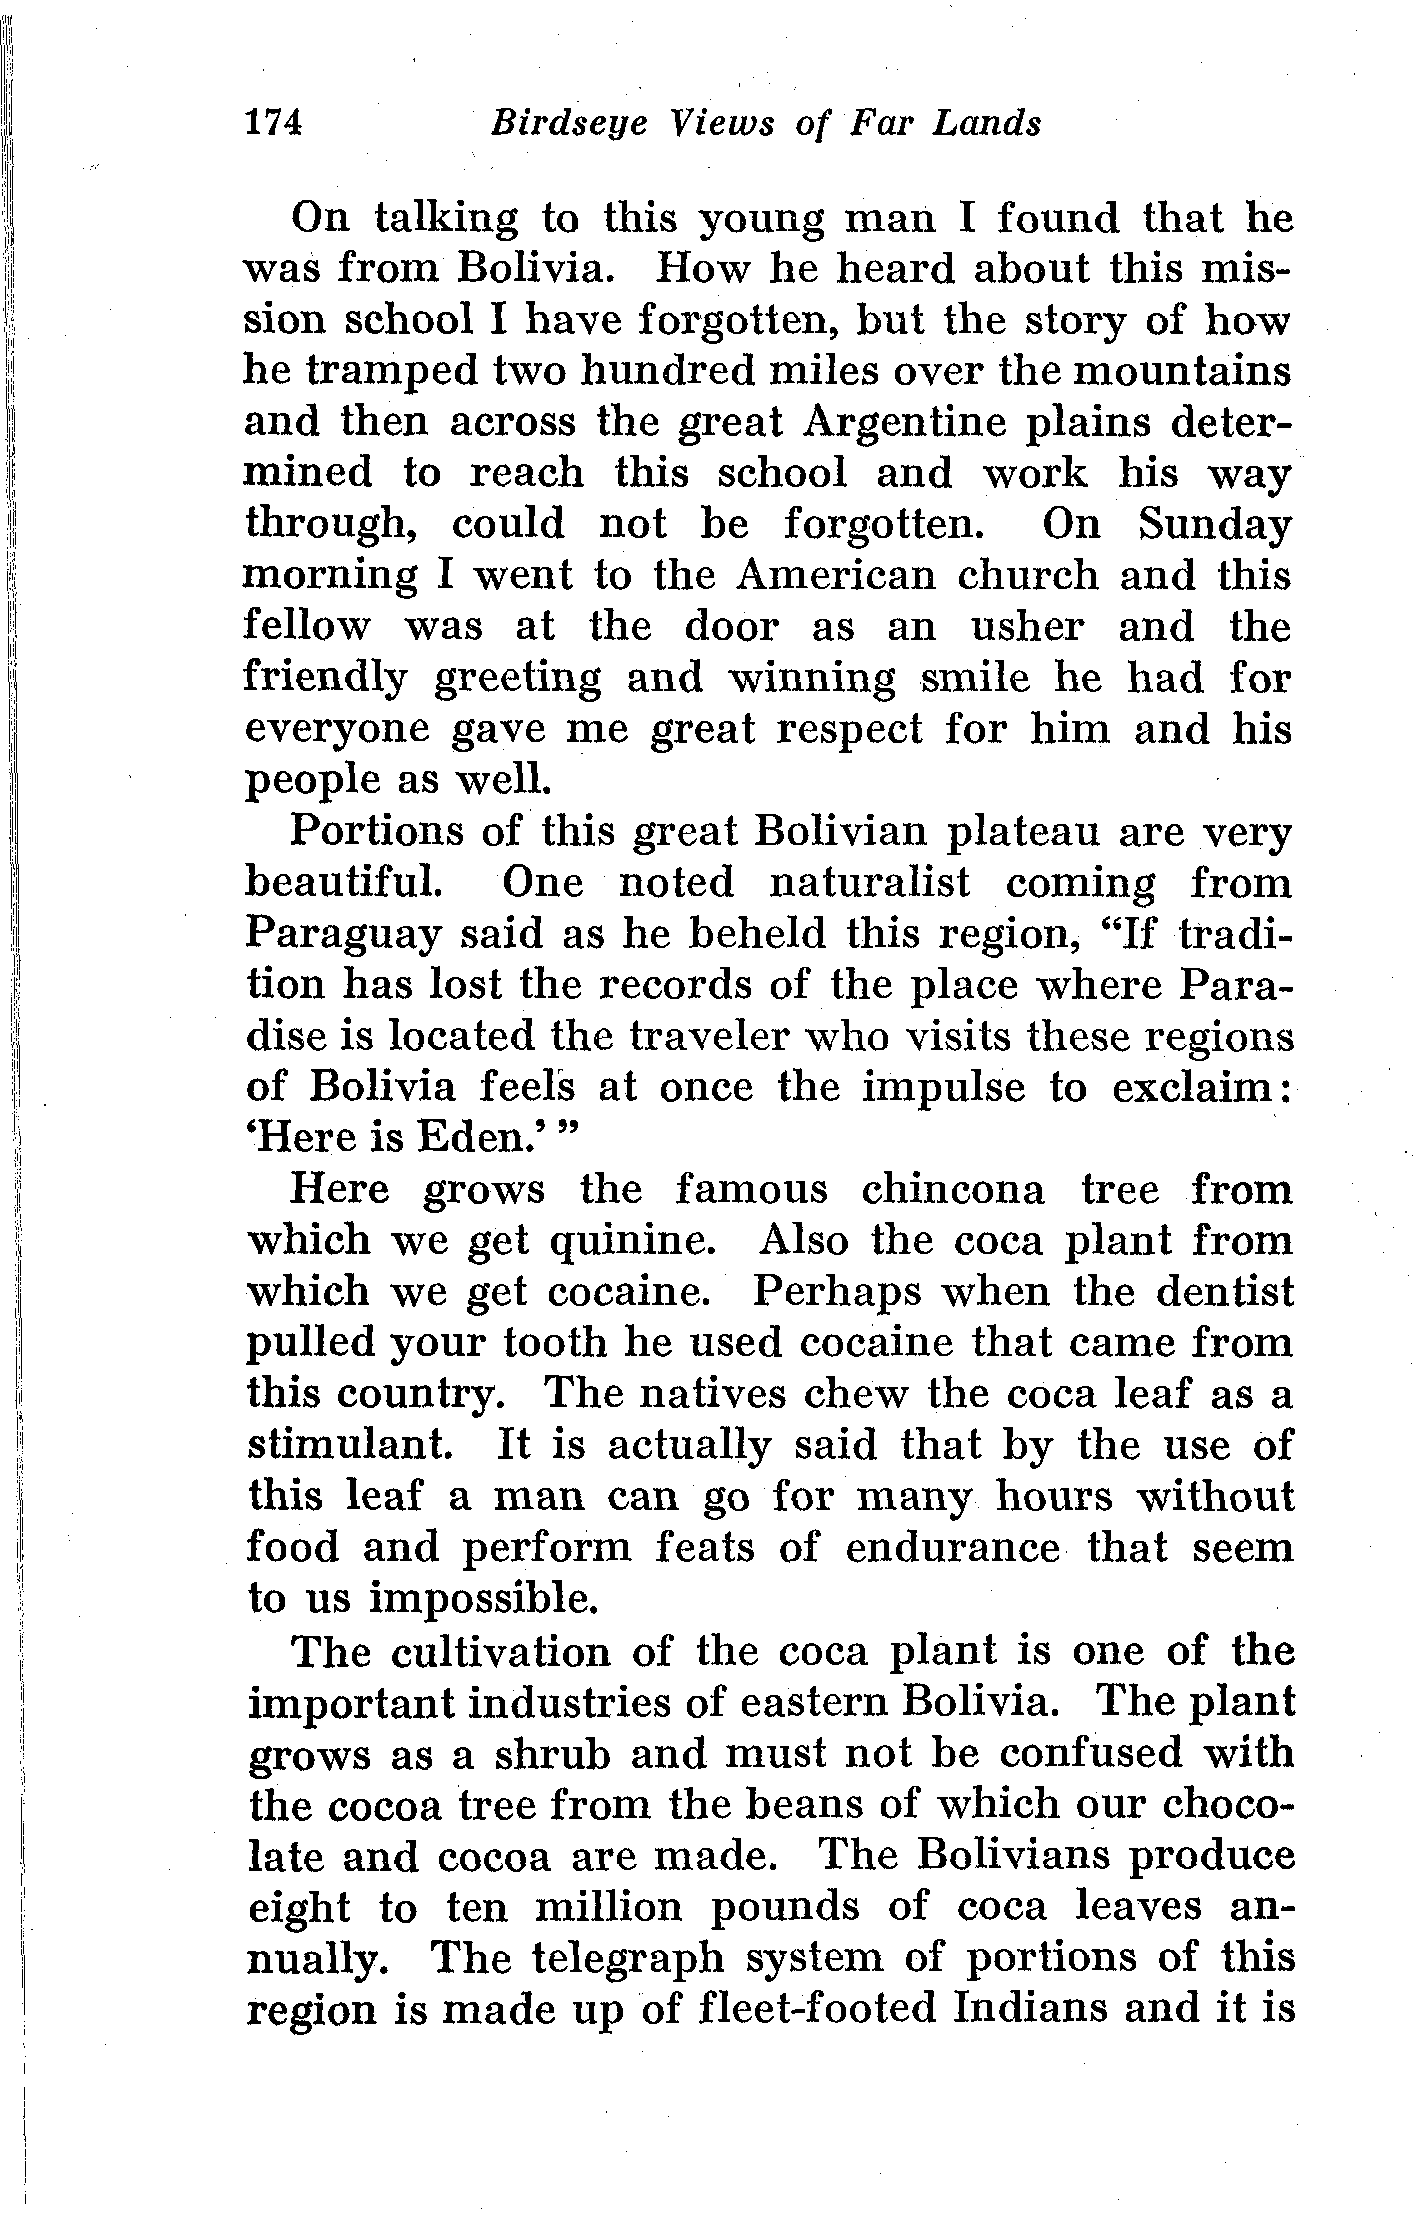 174 Birdseye Views of Far Lands
On talking to this young man I found that he
was from Bolivia. How he heard about this mis-
sion school I have forgotten, but the story of how
he tramped two hundred miles over the mountains
and then across the great Argentine plains deter-
mined to reach this school and work his way
through, could not be forgotten. On Sunday
morning I went to the American church and this
fellow was at the door as an usher and the
friendly greeting and winning smile he had for
everyone gave me great respect for him and his
people as well.
Portions of this great Bolivian plateau are very
beautiful. One noted naturalist coming from
Paraguay said as he beheld this region, “If tradi-
tion has lost the records of the place where Para-
dise is located the traveler who visits these regions
of Bolivia feels at once the impulse to exclaim:
‘Here is Eden.’ ”
Here grows the famous chincona tree from
which we get quinine. Also the coca plant from
which we get cocaine. Perhaps when the dentist
pulled your tooth he used cocaine that came from
this country. The natives chew the coca leaf as a
stimulant. It is actually said that by the use of
this leaf a man can go for many hours without
food and perform feats of endurance that seem
to us impossible.
The cultivation of the coca plant is one of the
important industries of eastern Bolivia. The plant
grows as a shrub and must not be confused with
the cocoa tree from the beans of which our choco-
late and cocoa are made. The Bolivians produce
eight to ten million pounds of coca leaves an-
nually. The telegraph system of portions of this
region is made up of fleet-footed Indians and it is